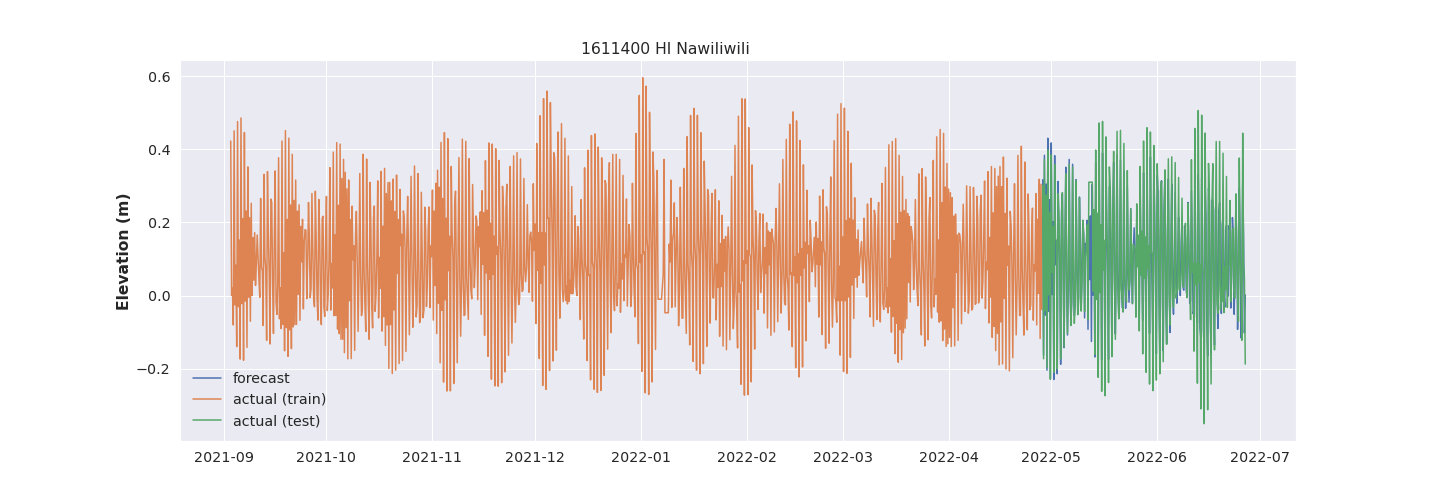 1611400 HI Nawiliwili
Elevation (m)
0.6
0.4
0.2
0.0
−0.2
forecast
actual (train)
actual (test)
2021-09 2021-10 2021-11 2021-12 2022-01 2022-02 2022-03 2022-04 2022-05 2022-06 2022-07